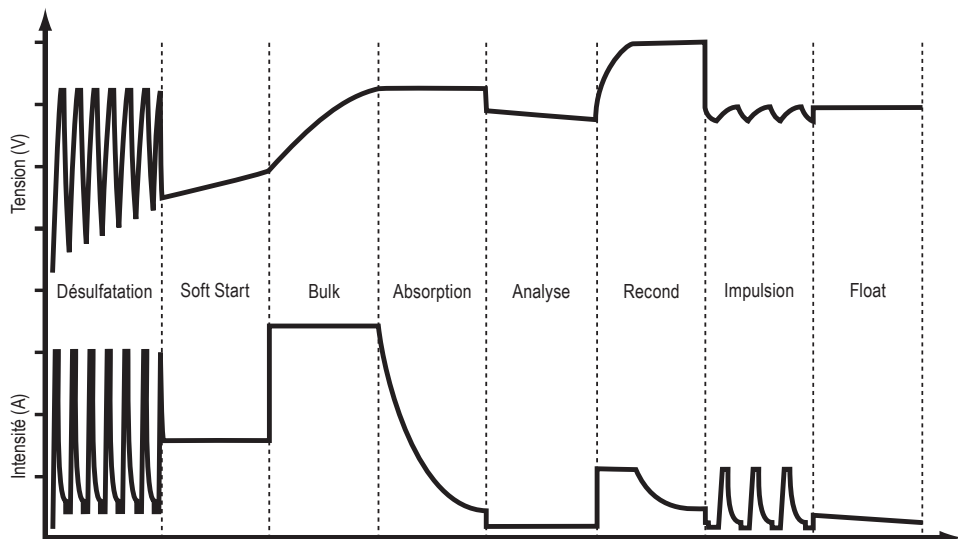 Tension (V)
Désulfatation
Soft Start
Bulk
Absorption
Analyse
Recond
Impulsion
Float
Intensité (A)